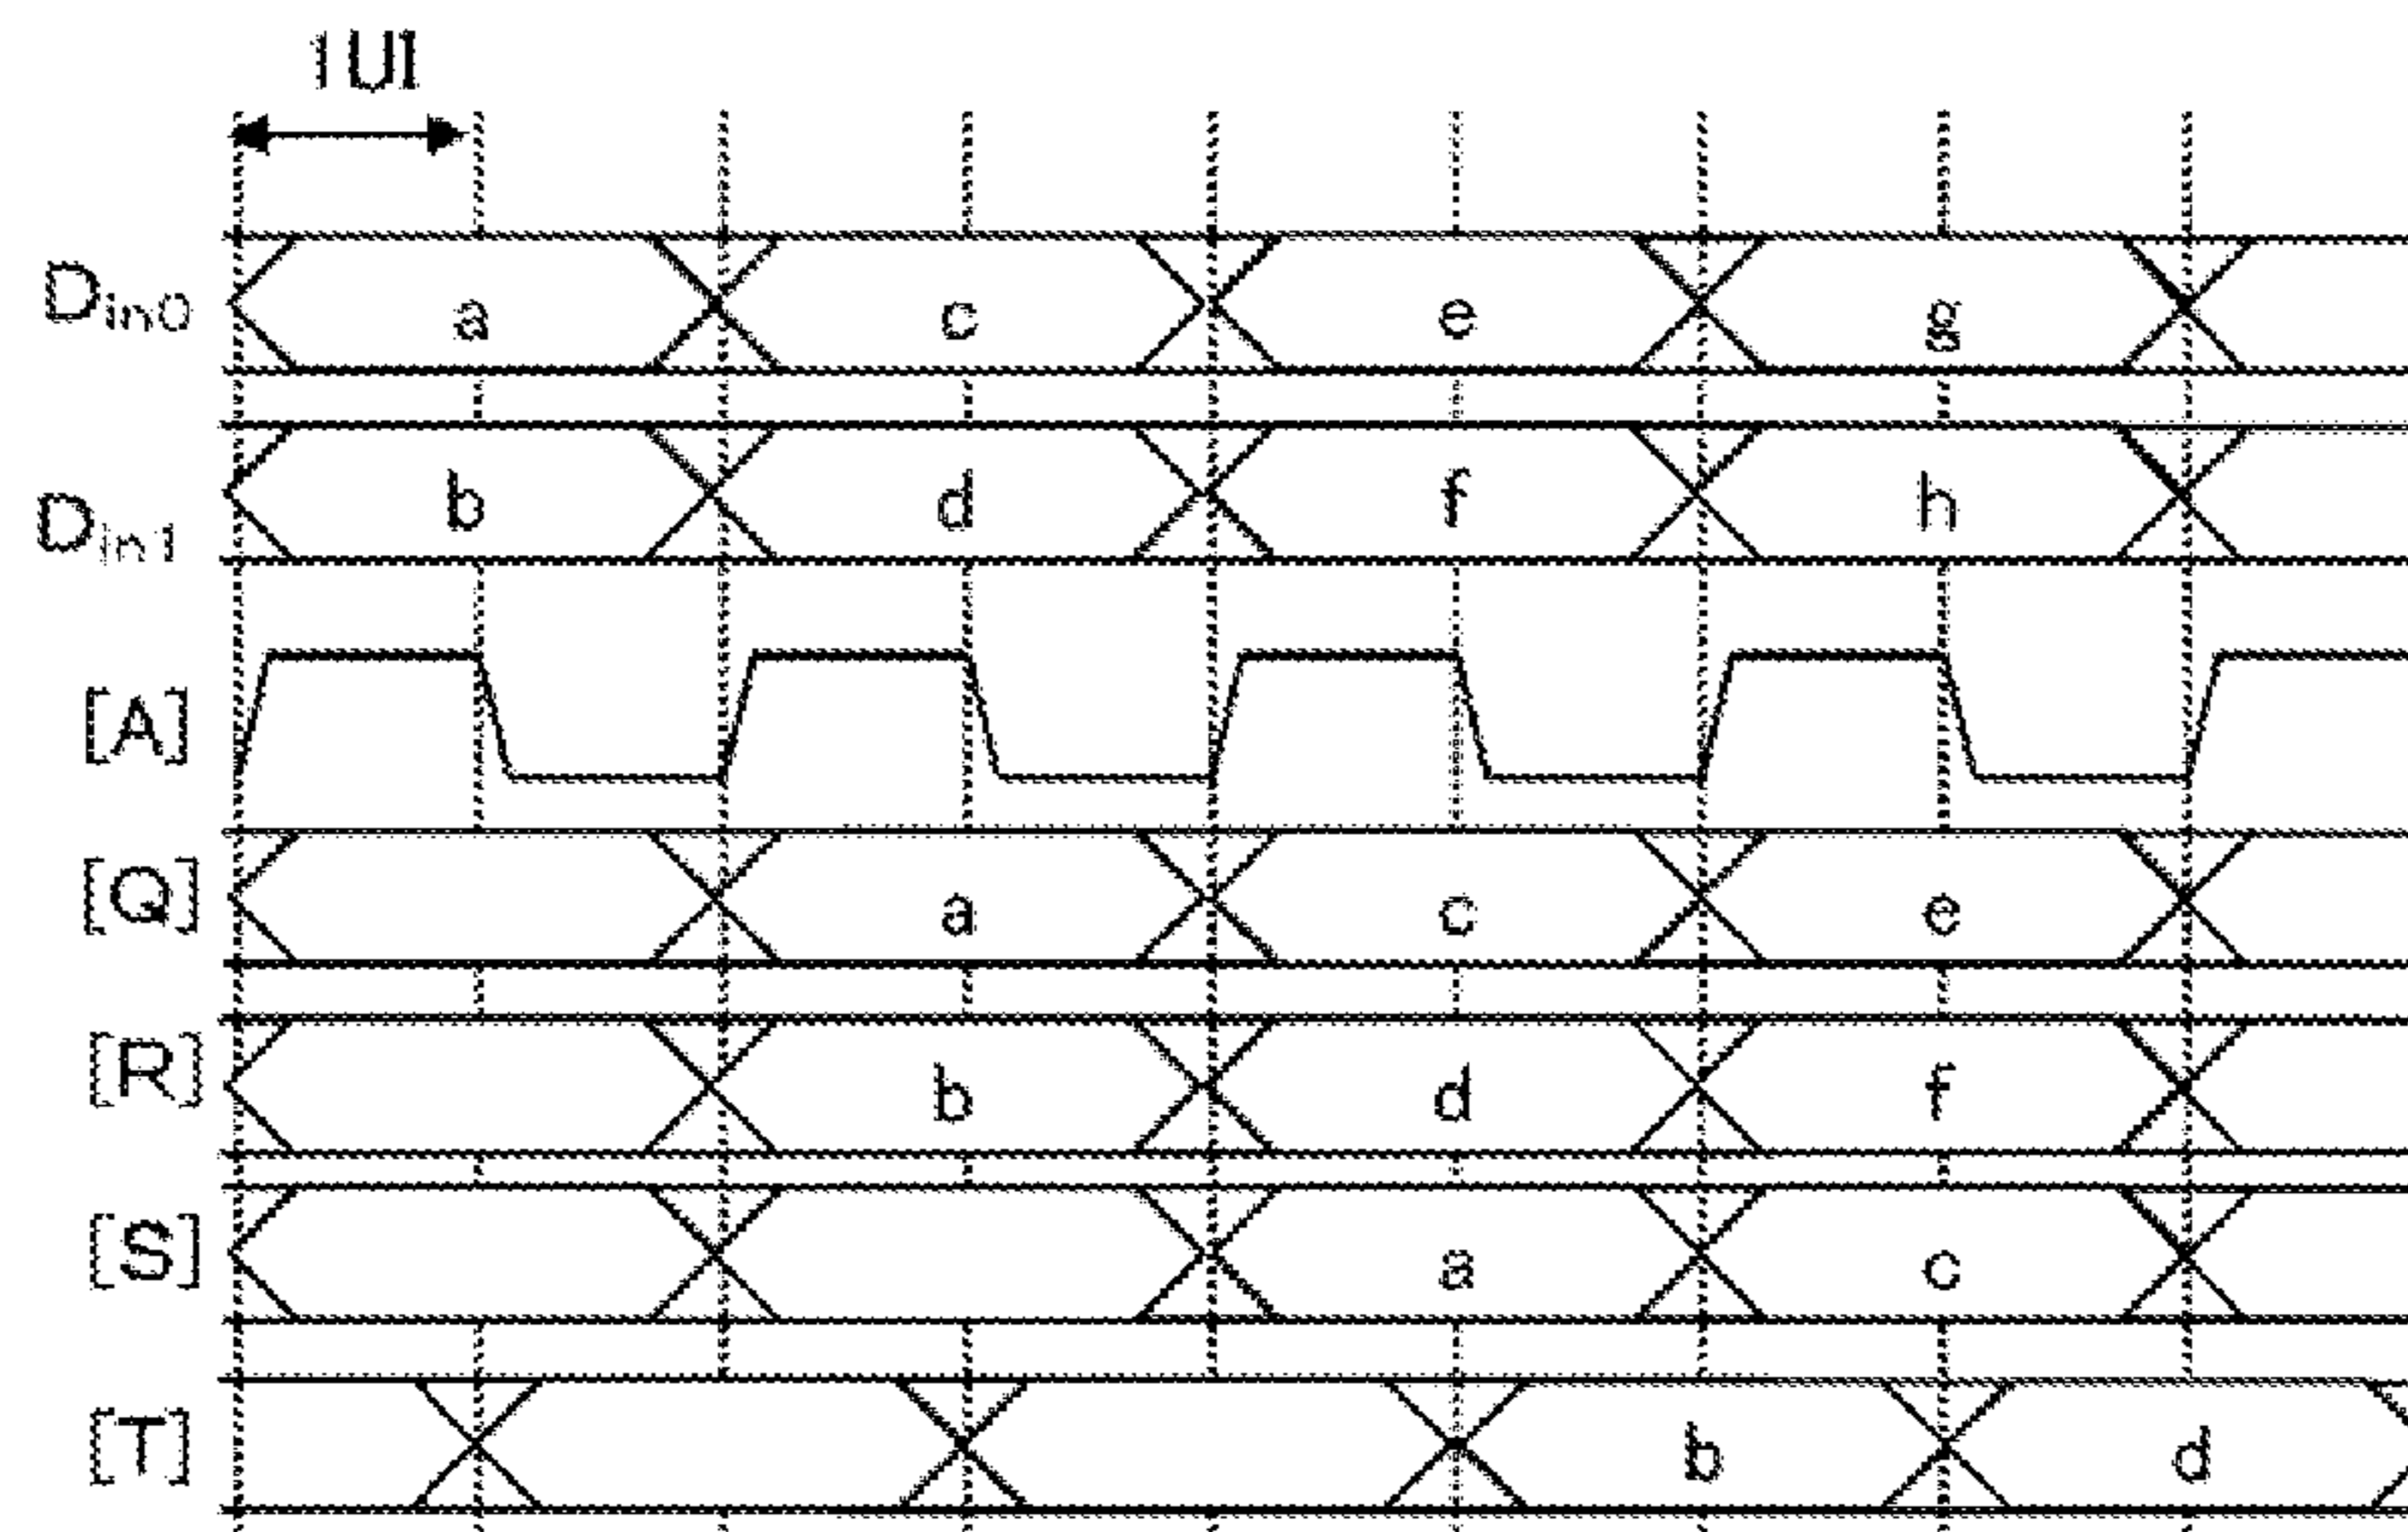 1UI
Din0 a c e g
Din1 b d f h
[A]
[Q] a c e
[R] b d f
[S] a c
[T] b d